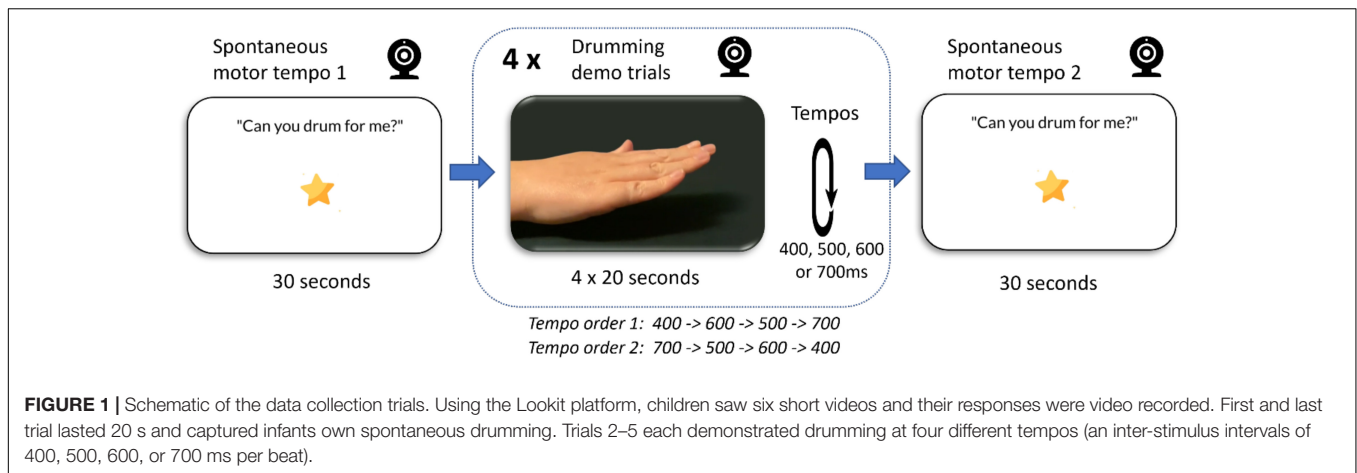 Spontaneous
motor tempo 1
"Can you drum for me?"
30 seconds
4 x
Drumming
demo trials
Tempos
400, 500, 600
or 700ms
4 x 20 seconds
Tempo order 1: 400 -> 600 -> 500 -> 700
Tempo order 2: 700 -> 500 -> 600 -> 400
Spontaneous
motor tempo 2
"Can you drum for me?"
30 seconds
FIGURE 1 | Schematic of the data collection trials. Using the Lookit platform, children saw six short videos and their responses were video recorded. First and last
trial lasted 20 s and captured infants own spontaneous drumming. Trials 2–5 each demonstrated drumming at four different tempos (an inter-stimulus intervals of
400, 500, 600, or 700 ms per beat).